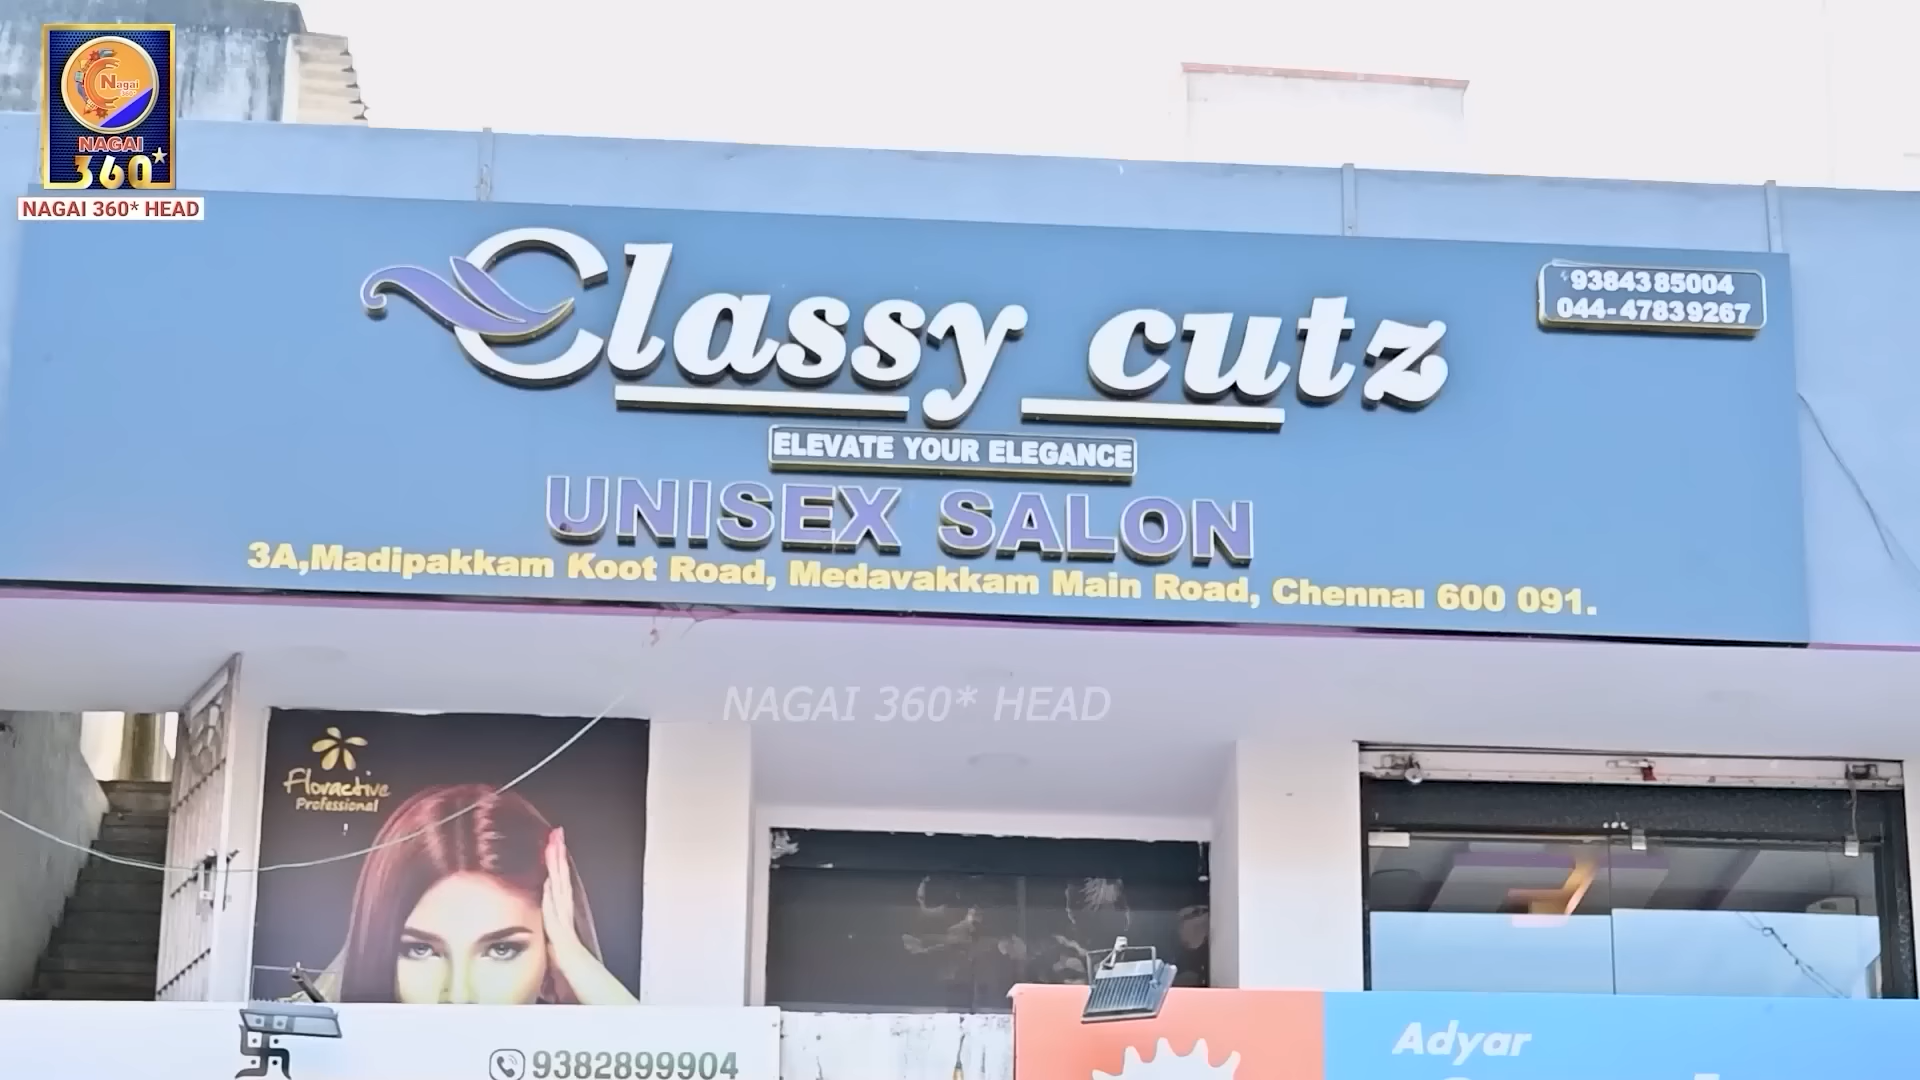 Nagai
NAGAI
360*
NAGAI 360* HEAD
Classy cutz
9384385004
044-47839267
ELEVATE YOUR ELEGANCE
UNISEX SALON
3A,Madipakkam Koot Road, Medavakkam Main Road, Chennai 600 091.
NAGAI 360* HEAD
Floractive
Professional
9382899904
Adyar